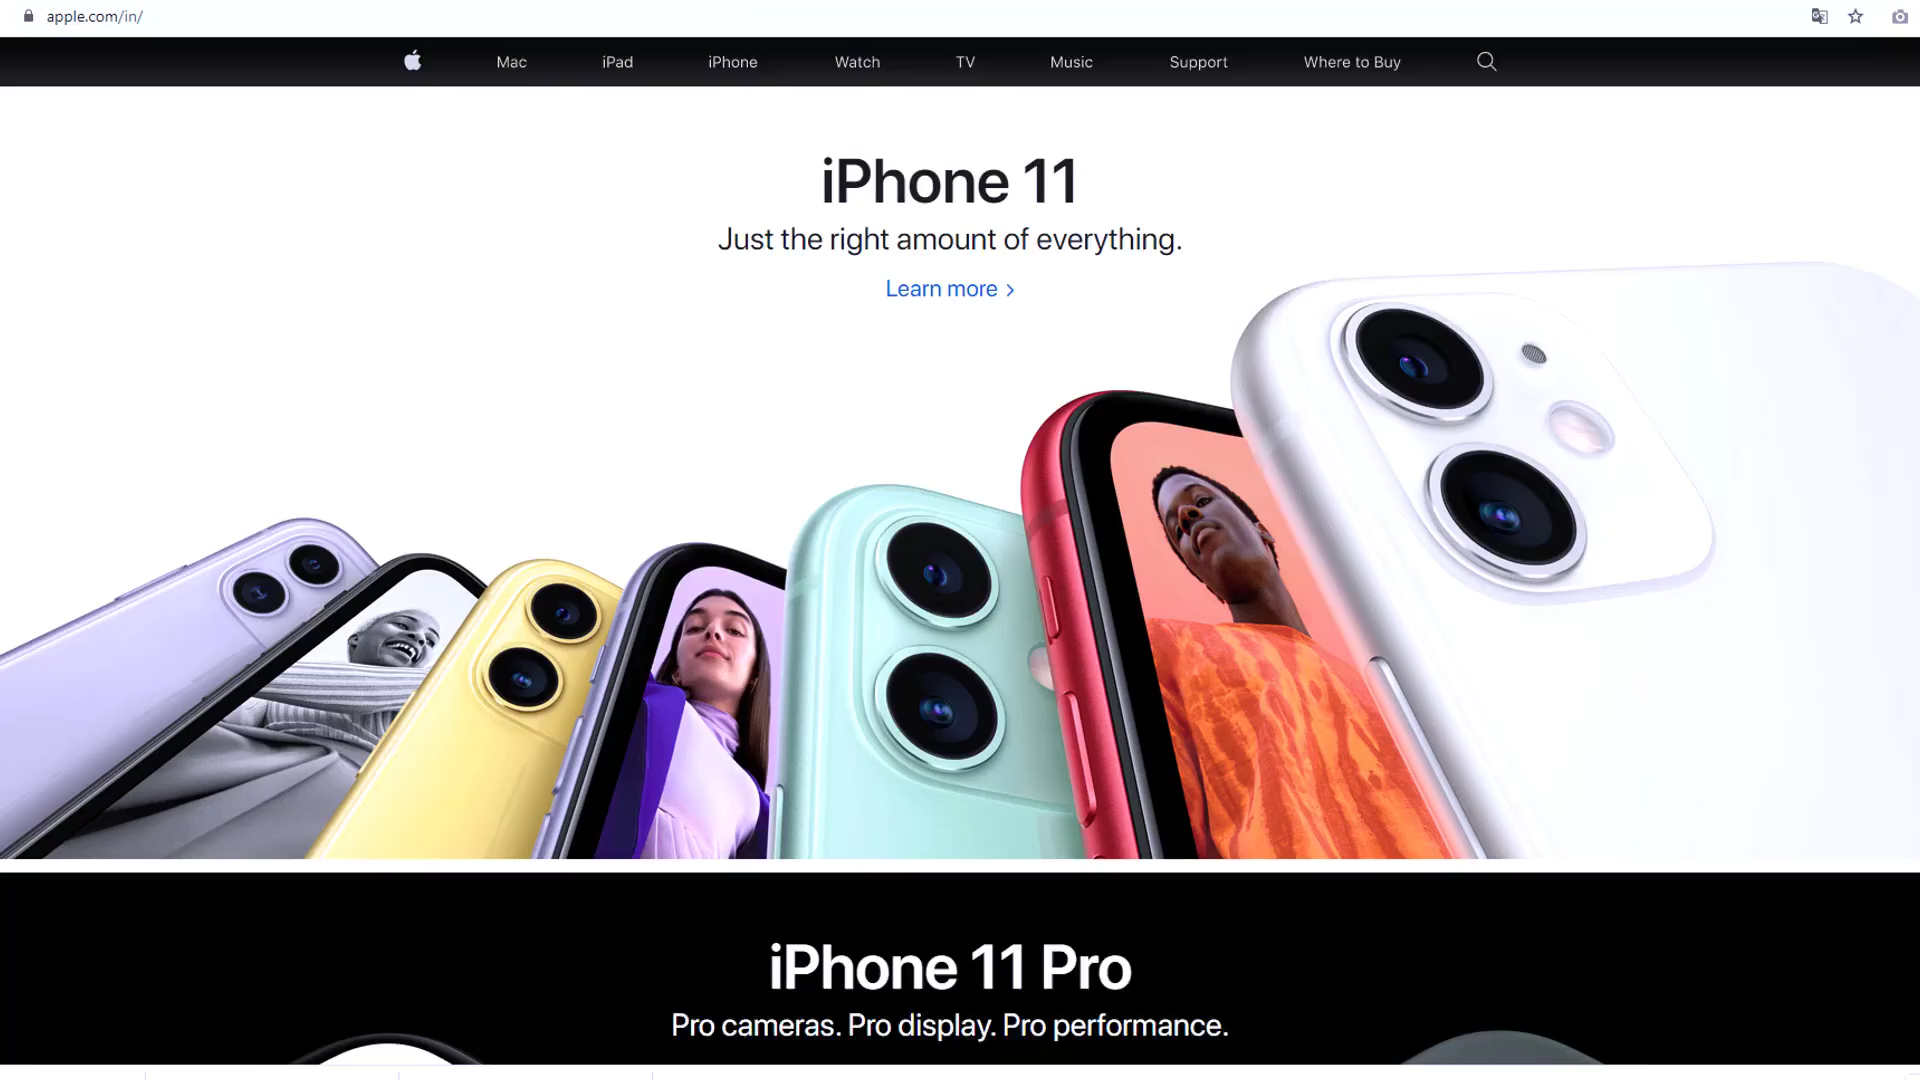 apple.com/in/
Mac iPad iPhone Watch TV Music Support Where to Buy
iPhone 11
Just the right amount of everything.
Learn more >
iPhone 11 Pro
Pro cameras. Pro display. Pro performance.